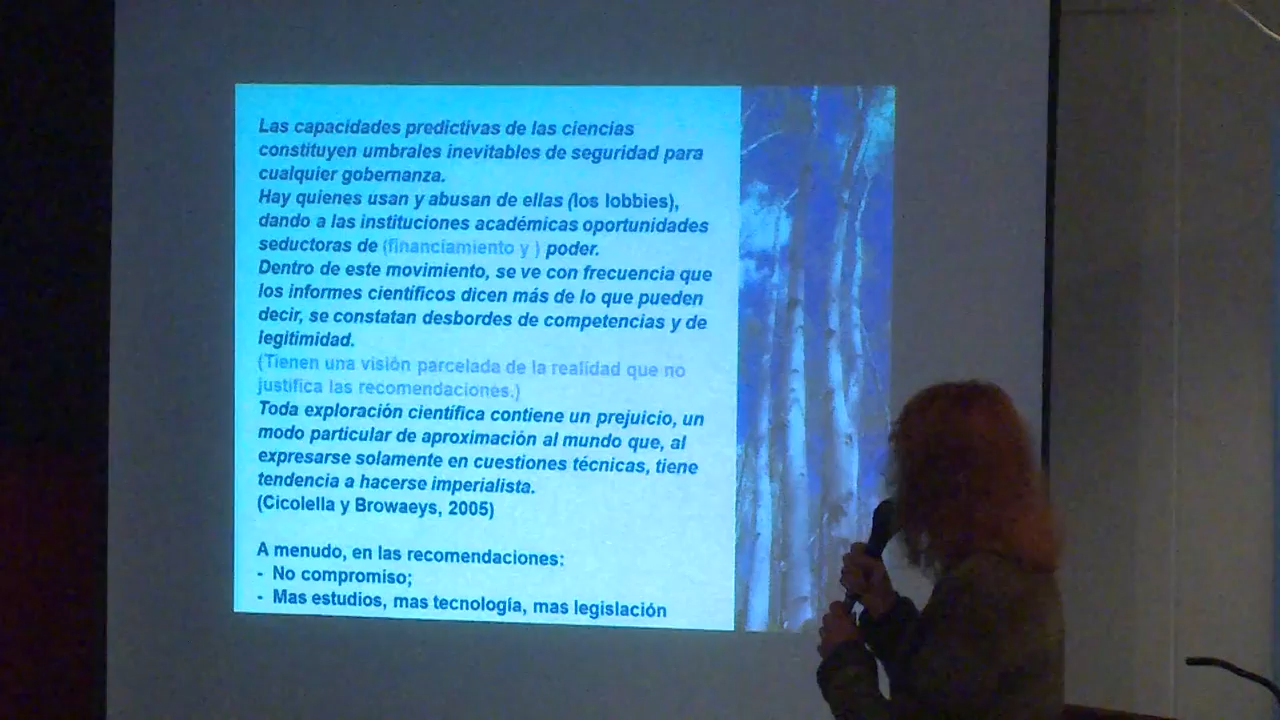 Las capacidades predictivas de las ciencias
constituyen umbrales inevitables de seguridad para
cualquier gobernanza.
Hay quienes usan y abusan de ellas (los lobbies),
dando a las instituciones académicas oportunidades
seductoras de (financiamiento y ) poder.
Dentro de este movimiento, se ve con frecuencia que
los informes científicos dicen más de lo que pueden
decir, se constatan desbordes de competencias y de
legitimidad.
(Tienen una visión parcelada de la realidad que no
justifica las recomendaciones.)
Toda exploración científica contiene un prejuicio, un
modo particular de aproximación al mundo que, al
expresarse solamente en cuestiones técnicas, tiene
tendencia a hacerse imperialista.
(Cicolella y Browaeys, 2005)
A menudo, en las recomendaciones:
- No compromiso;
- Mas estudios, mas tecnología, mas legislación